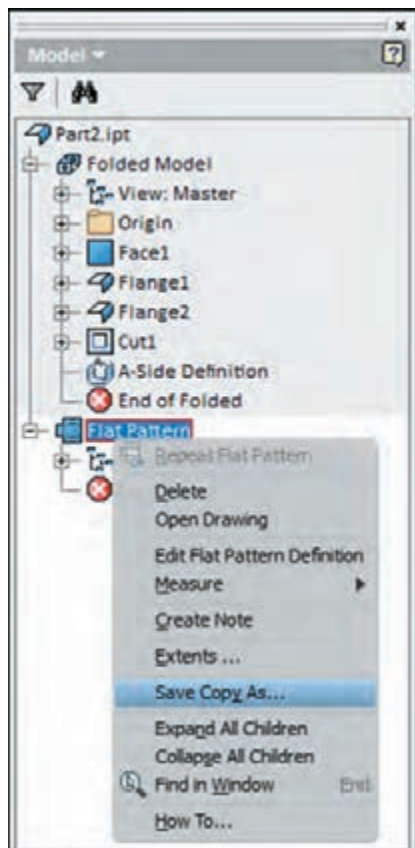 Model
Part2.ipt
Folded Model
View: Master
Origin
Face1
Flange1
Flange2
Cut1
A-Side Definition
End of Folded
Flat Pattern
Repeat Flat Pattern
Delete
Open Drawing
Edit Flat Pattern Definition
Measure
Create Note
Extents ...
Save Copy As...
Expand All Children
Collapse All Children
Find in Window End
How To...